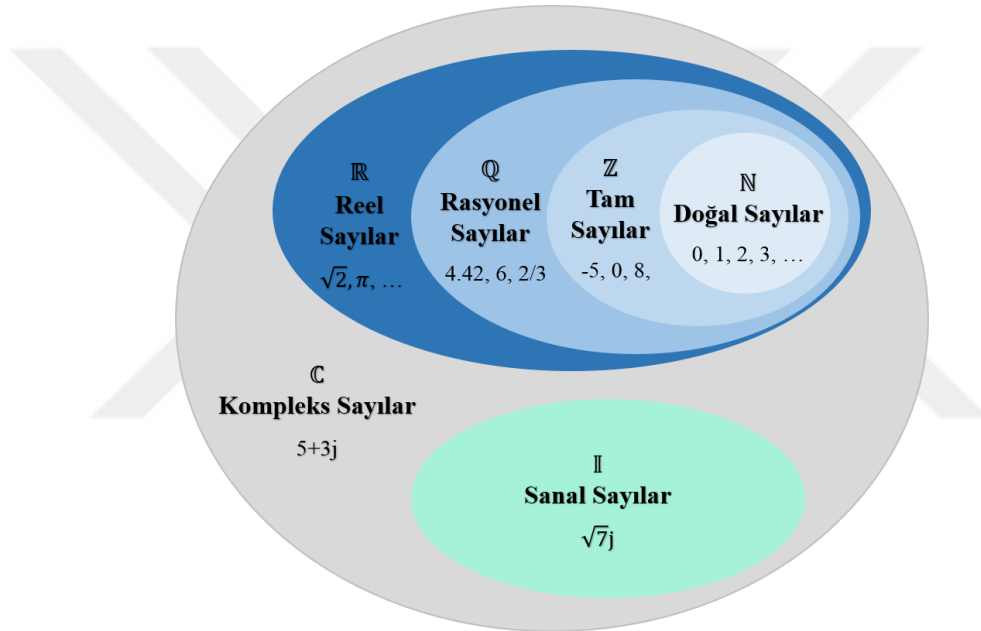 ℝ
Reel
Sayılar
√2, π, …
ℚ
Rasyonel
Sayılar
4.42, 6, 2/3
ℤ
Tam
Sayılar
-5, 0, 8,
ℕ
Doğal Sayılar
0, 1, 2, 3, …
ℂ
Kompleks Sayılar
5+3j
𝕀
Sanal Sayılar
√7j